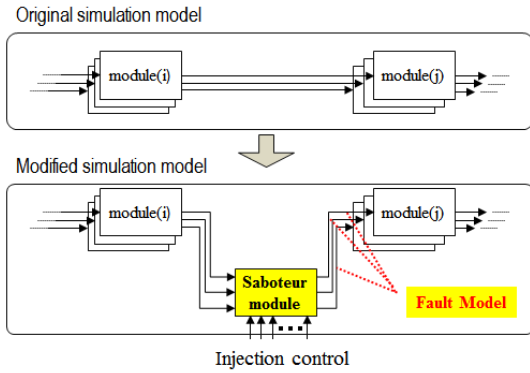 Original simulation model
module(i)
module(j)
Modified simulation model
module(i)
module(j)
Saboteur
module
Fault Model
Injection control